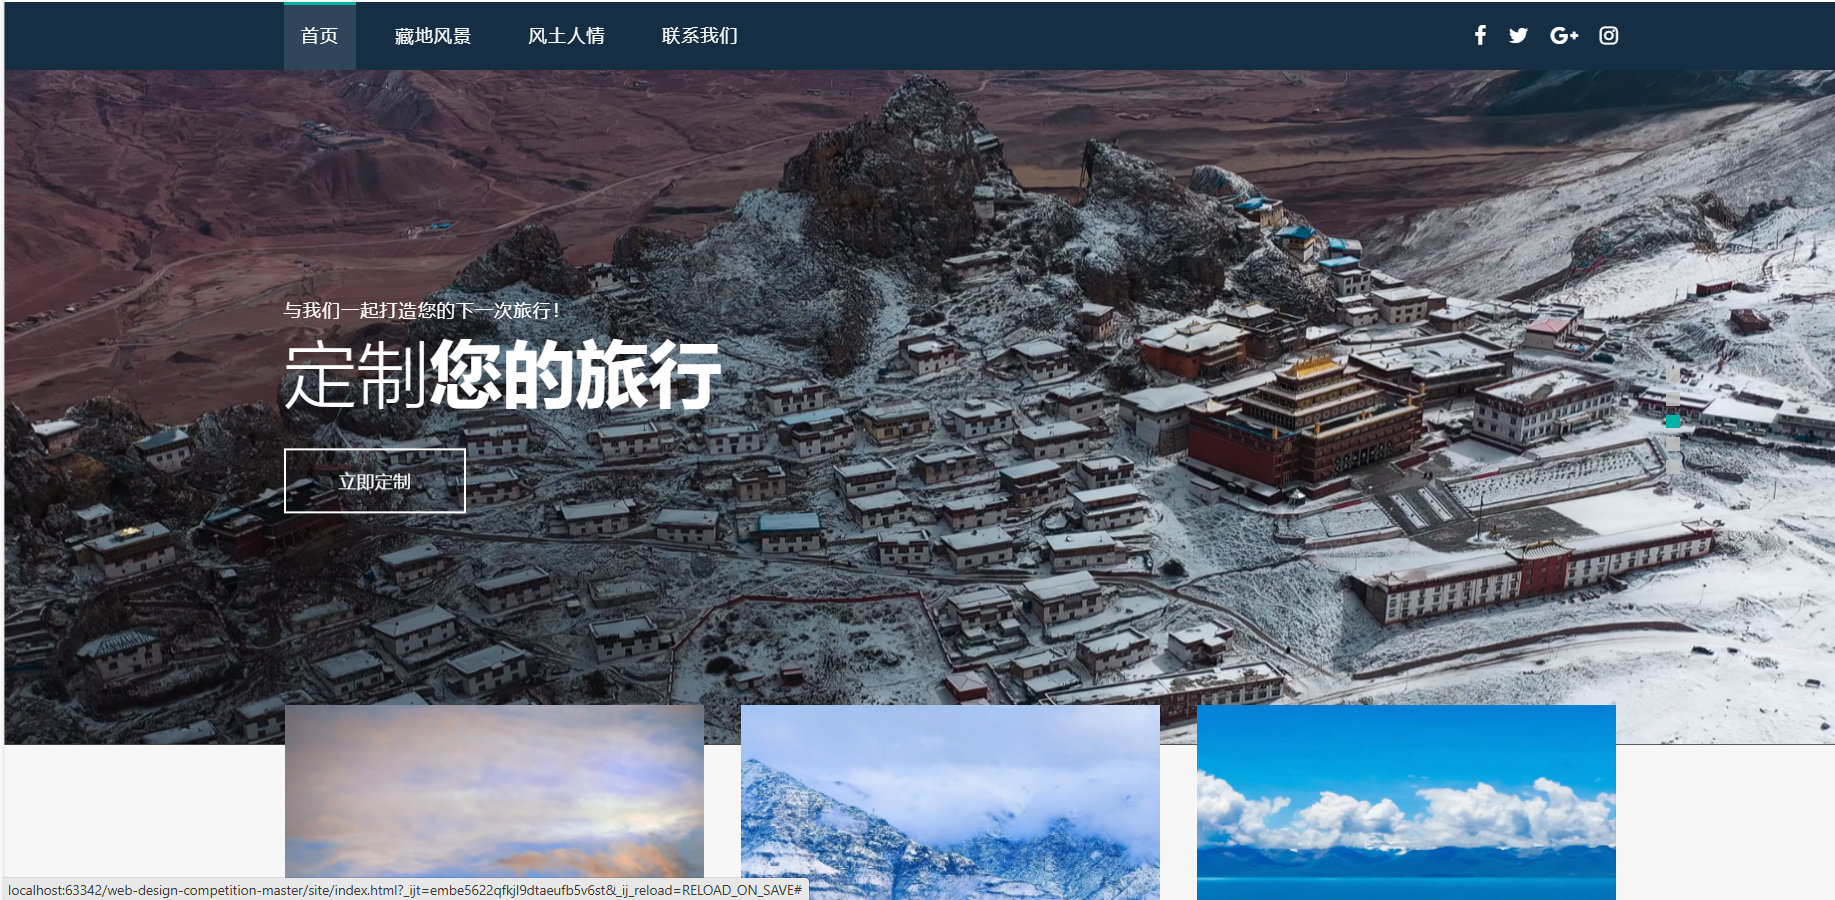 首页 藏地风景 风土人情 联系我们
与我们一起打造您的下一次旅行！
定制您的旅行
立即定制
localhost:63342/web-design-competition-master/site/index.html?_ijt=embe5622qfkjl9dtaeufb5v6st&_ij_reload=RELOAD_ON_SAVE#